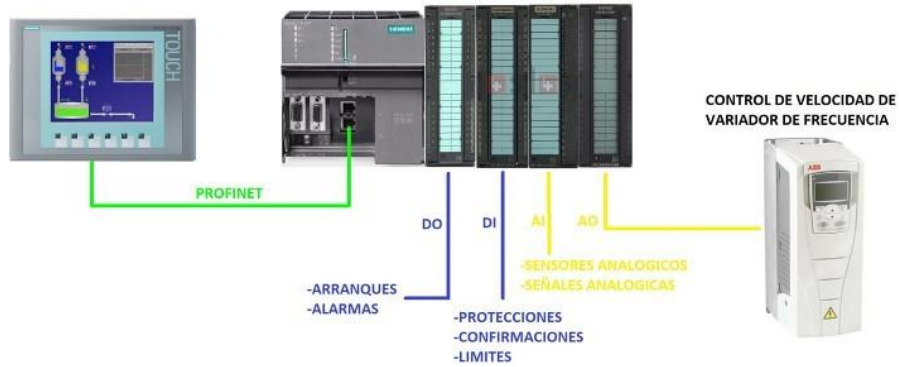 TOUCH
SIEMENS
CONTROL DE VELOCIDAD DE
VARIADOR DE FRECUENCIA
ABB
PROFINET
DO
DI
AI
AO
-ARRANQUES
-ALARMAS
-PROTECCIONES
-CONFIRMACIONES
-LIMITES
-SENSORES ANALOGICOS
-SEÑALES ANALOGICAS